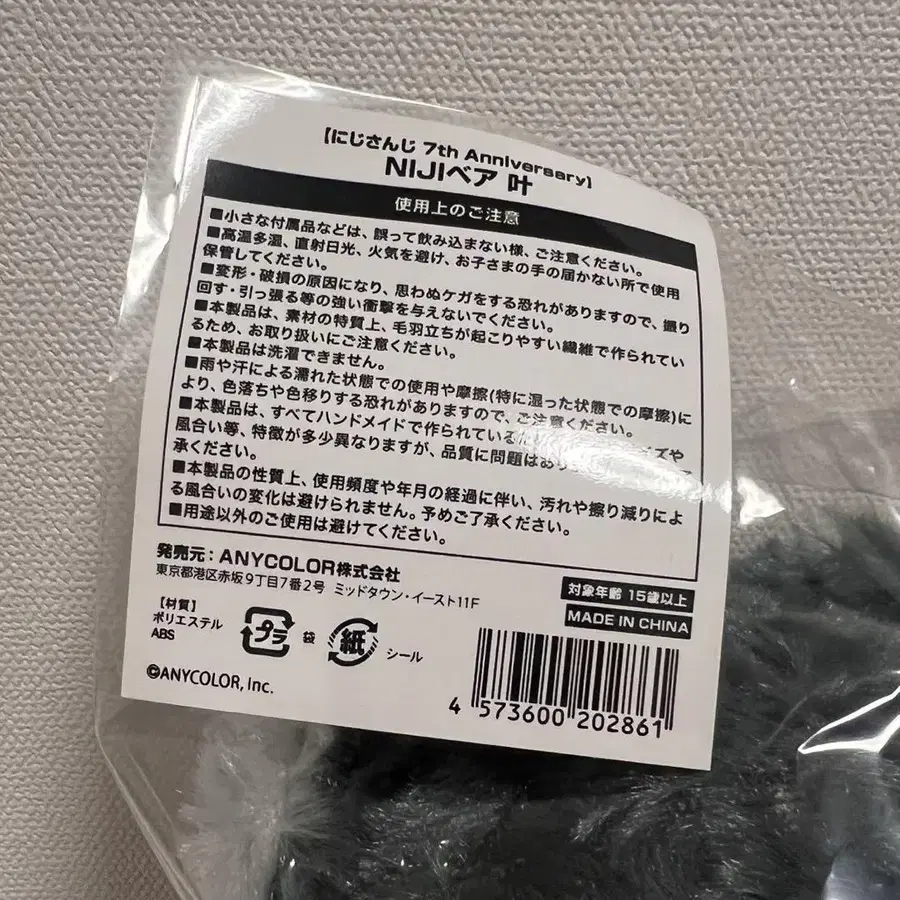 【にじさんじ 7th Anniversary】
NIJIベア 叶
使用上のご注意
■小さな付属品などは、誤って飲み込まない様、ご注意ください。
■高温多湿、直射日光、火気を避け、お子さまの手の届かない所で使用
保管してください。
■変形・破損の原因になり、思わぬケガをする恐れがありますので、振り
回す・引っ張る等の強い衝撃を与えないでください。
■本製品は、素材の特質上、毛羽立ちが起こりやすい繊維で作られてい
るため、お取り扱いにご注意ください。
■本製品は洗濯できません。
■雨や汗による濡れた状態での使用や摩擦(特に湿った状態での摩擦)に
より、色落ちや色移りする恐れがありますので、ご注意ください。
■本製品は、すべてハンドメイドで作られている
イズや
風合い等、特徴が多少異なりますが、品質に問題はあり
承ください。
■本製品の性質上、使用頻度や年月の経過に伴い、汚れや擦り減りによ
る風合いの変化は避けられません。予めご了承ください。
■用途以外のご使用は避けてください。
発売元：ANYCOLOR株式会社
東京都港区赤坂9丁目7番2号 ミッドタウン・イースト11F
対象年齢 15歳以上
MADE IN CHINA
【材質】
ポリエステル
ABS
プラ 袋
紙 シール
©ANYCOLOR, Inc.
4 573600 202861